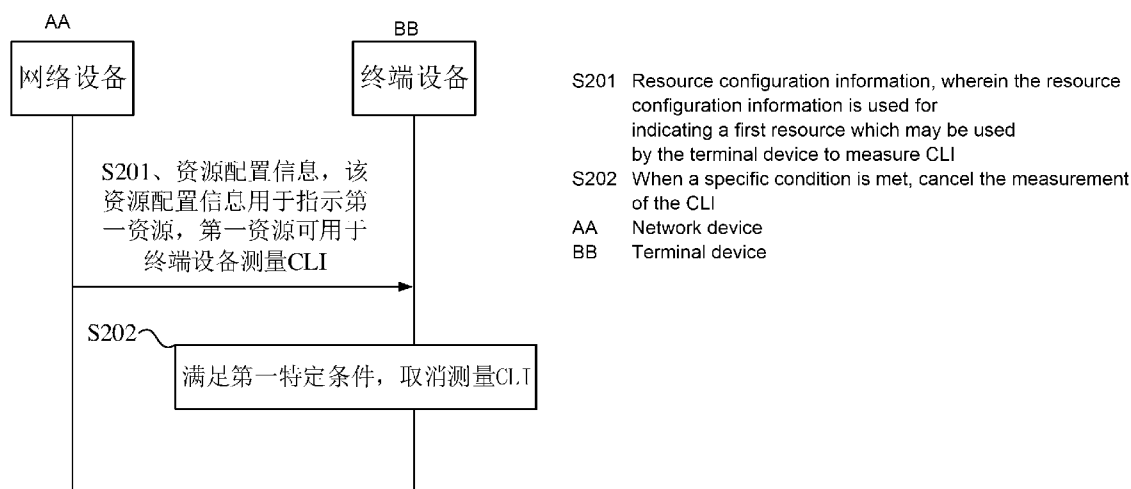 AA
BB
网络设备
终端设备
S201、资源配置信息，该
资源配置信息用于指示第
一资源，第一资源可用于
终端设备测量CLI
S202
满足第一特定条件，取消测量CLI
S201 Resource configuration information, wherein the resource
configuration information is used for
indicating a first resource which may be used
by the terminal device to measure CLI
S202 When a specific condition is met, cancel the measurement
of the CLI
AA Network device
BB Terminal device